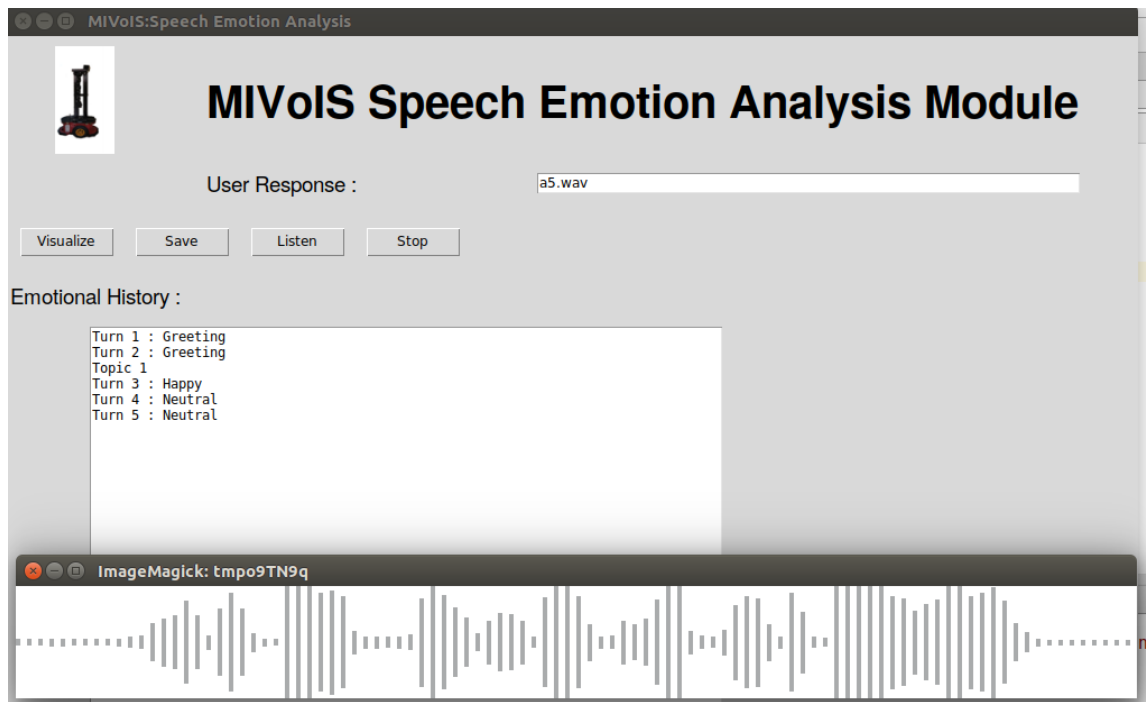 MIVoIS:Speech Emotion Analysis
MIVoIS Speech Emotion Analysis Module
User Response :
a5.wav
Visualize Save Listen Stop
Emotional History :
Turn 1 : Greeting
Turn 2 : Greeting
Topic 1
Turn 3 : Happy
Turn 4 : Neutral
Turn 5 : Neutral
ImageMagick: tmpo9TN9q